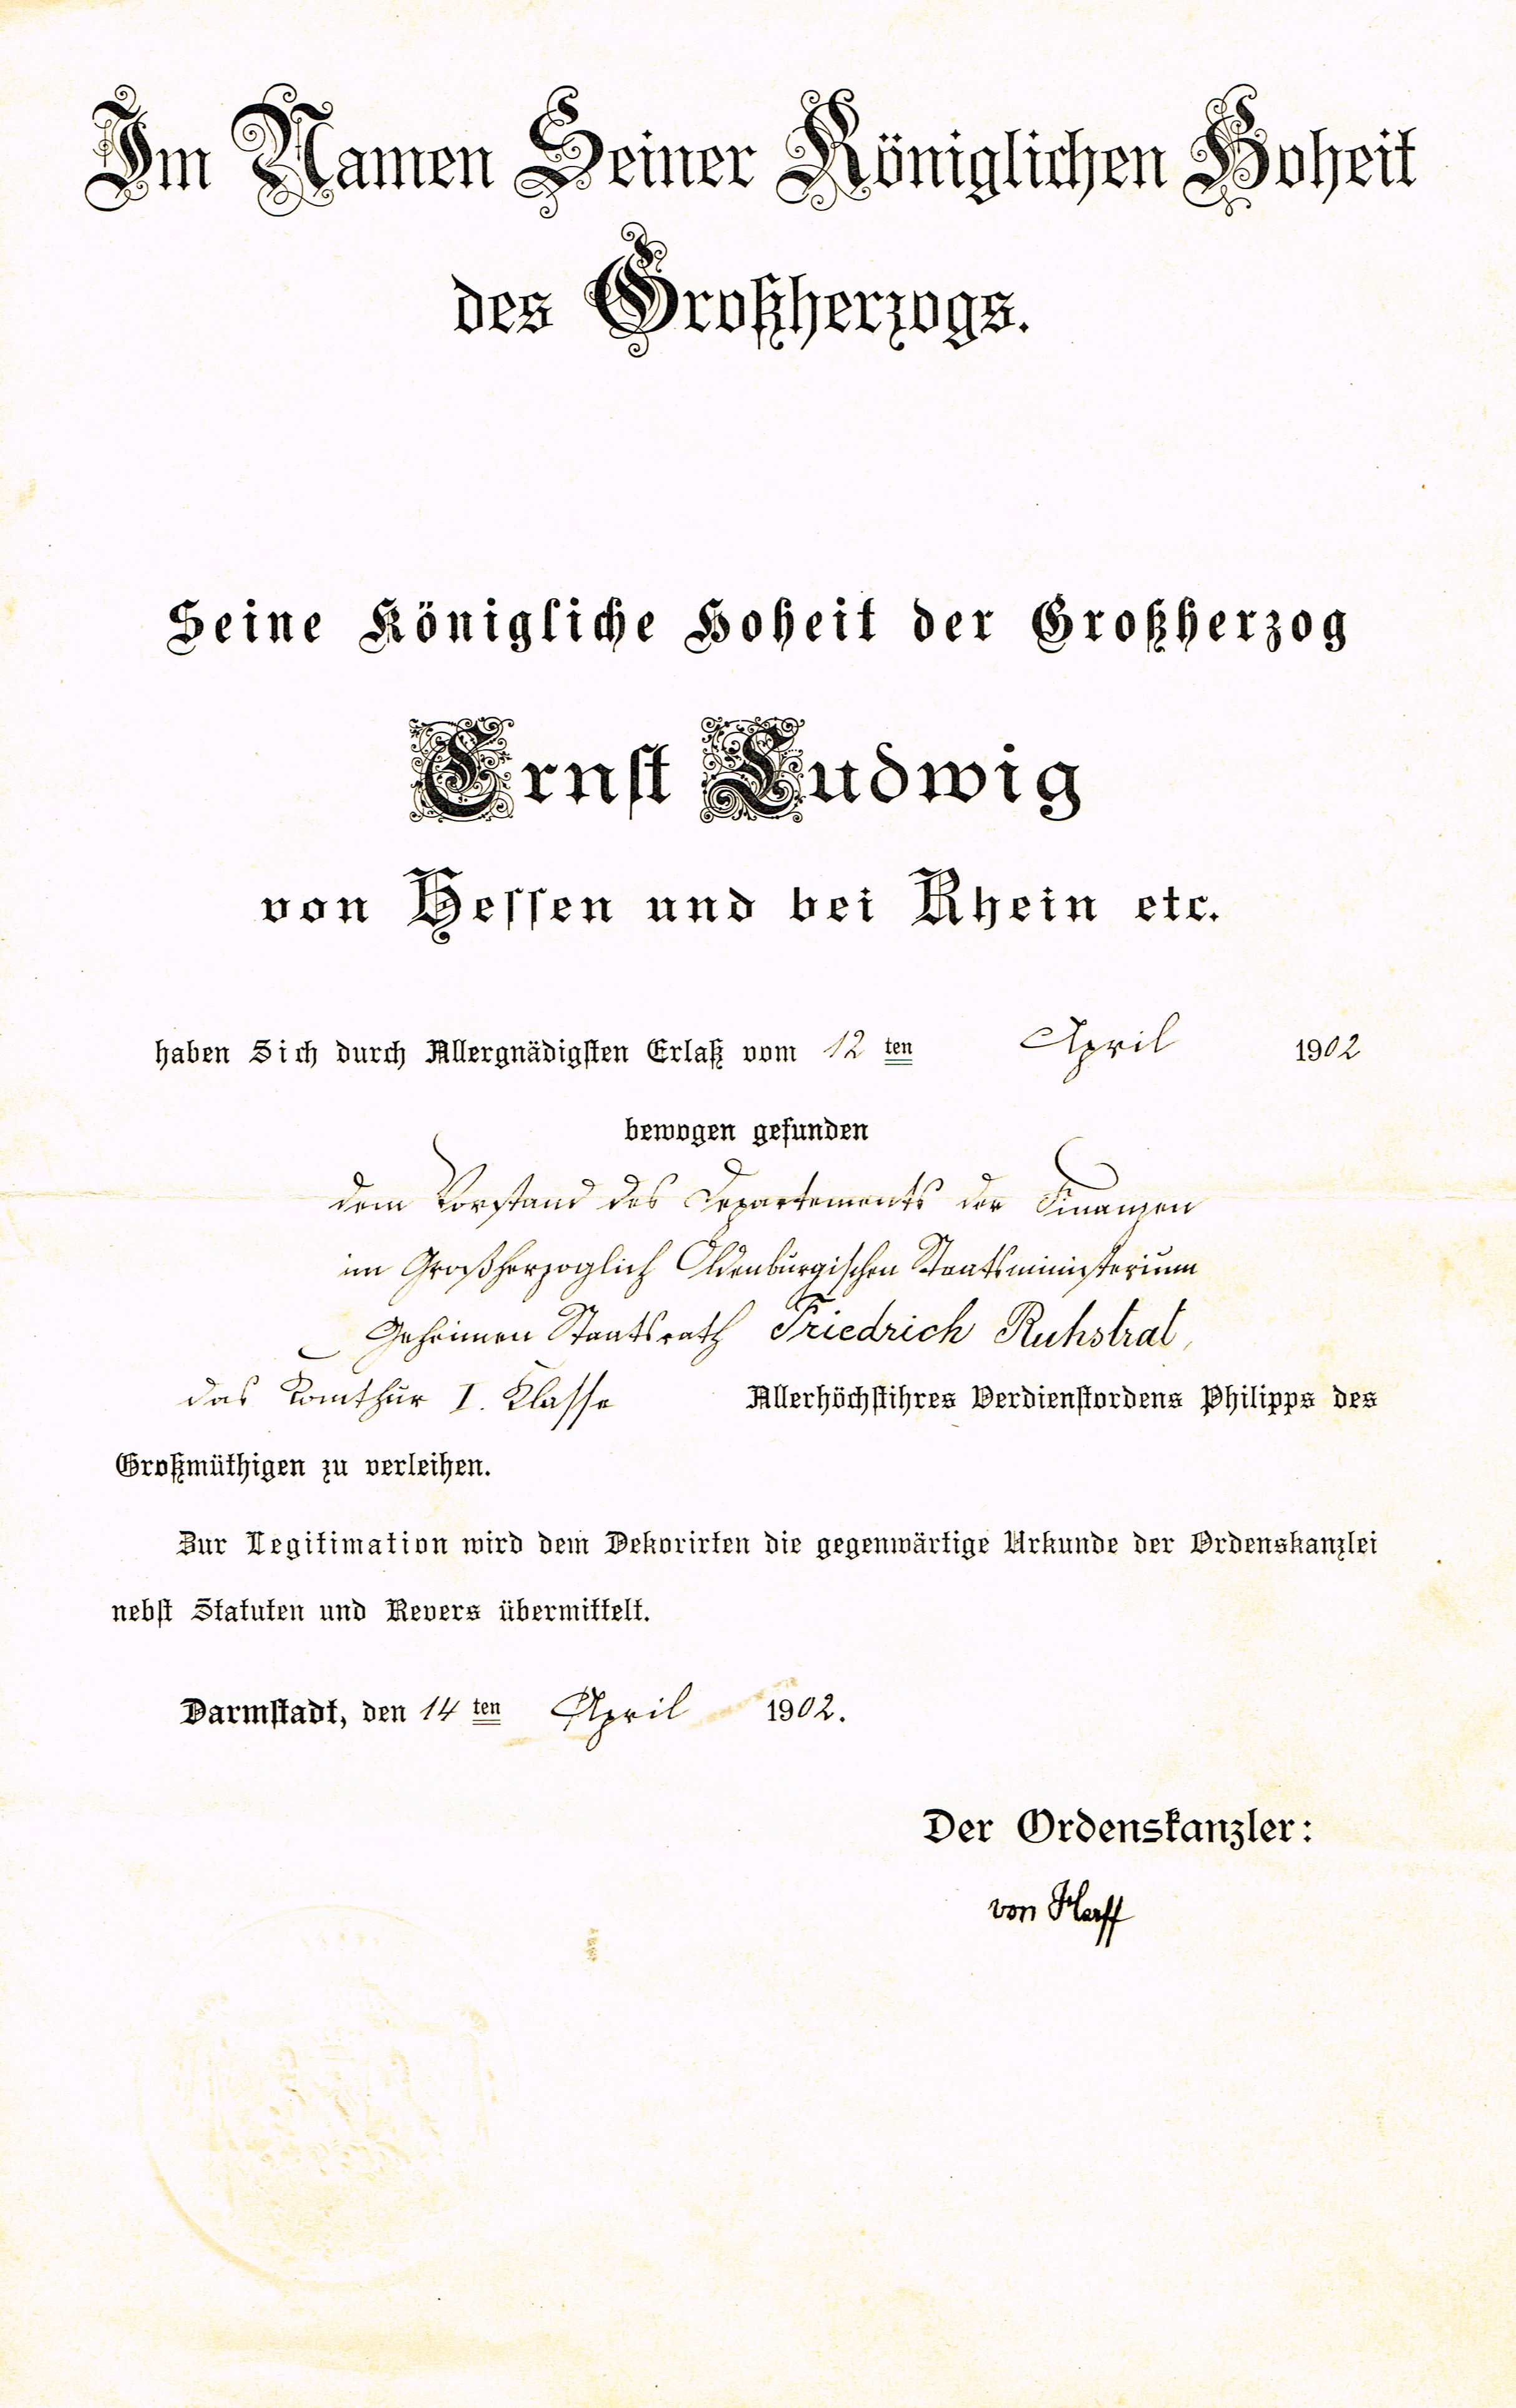 Im Namen Seiner Königlichen Hoheit
des Großherzogs.
Seine Königliche Hoheit der Großherzog
Ernst Ludwig
von Hessen und bei Rhein etc.
haben Sich durch Allergnädigsten Erlaß vom 12 ten April 1902
bewogen gefunden
dem Vorstand des Departements der Finanzen
im Großherzoglich Oldenburgischen Staatsministerium
Geheimen Staatsrath Friedrich Ruhstrat,
das Komthur I. Klasse Allerhöchstihres Verdienstordens Philipps des
Großmüthigen zu verleihen.
Zur Legitimation wird dem Dekorirten die gegenwärtige Urkunde der Ordenskanzlei
nebst Statuten und Revers übermittelt.
Darmstadt, den 14 ten April 1902.
Der Ordenskanzler:
von Harff